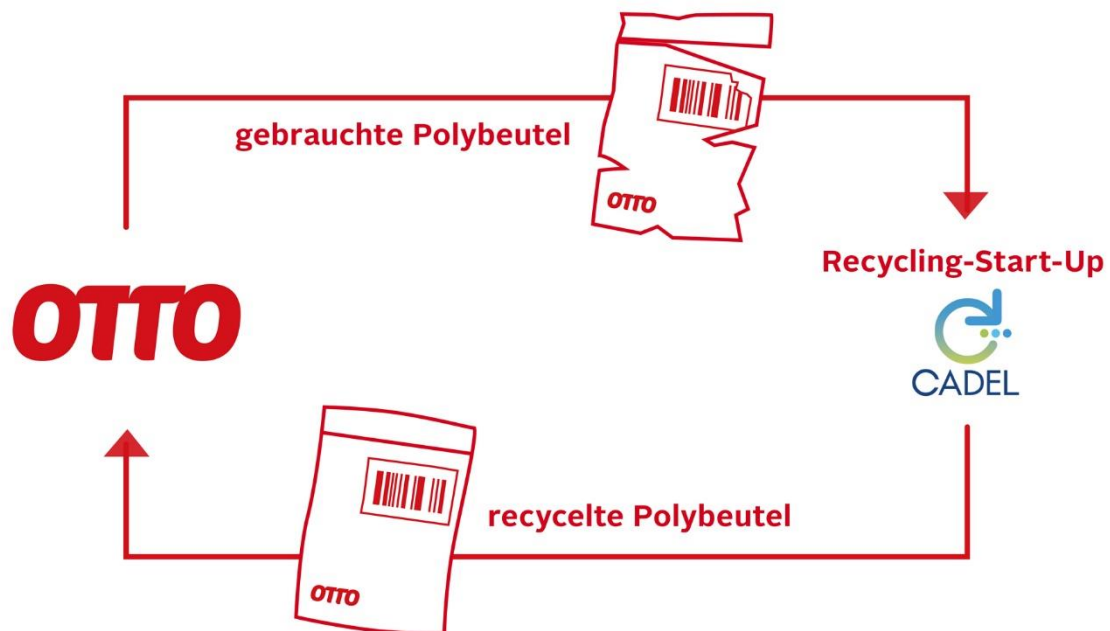 gebrauchte Polybeutel
OTTO
Recycling-Start-Up
OTTO
CADEL
recycelte Polybeutel
OTTO